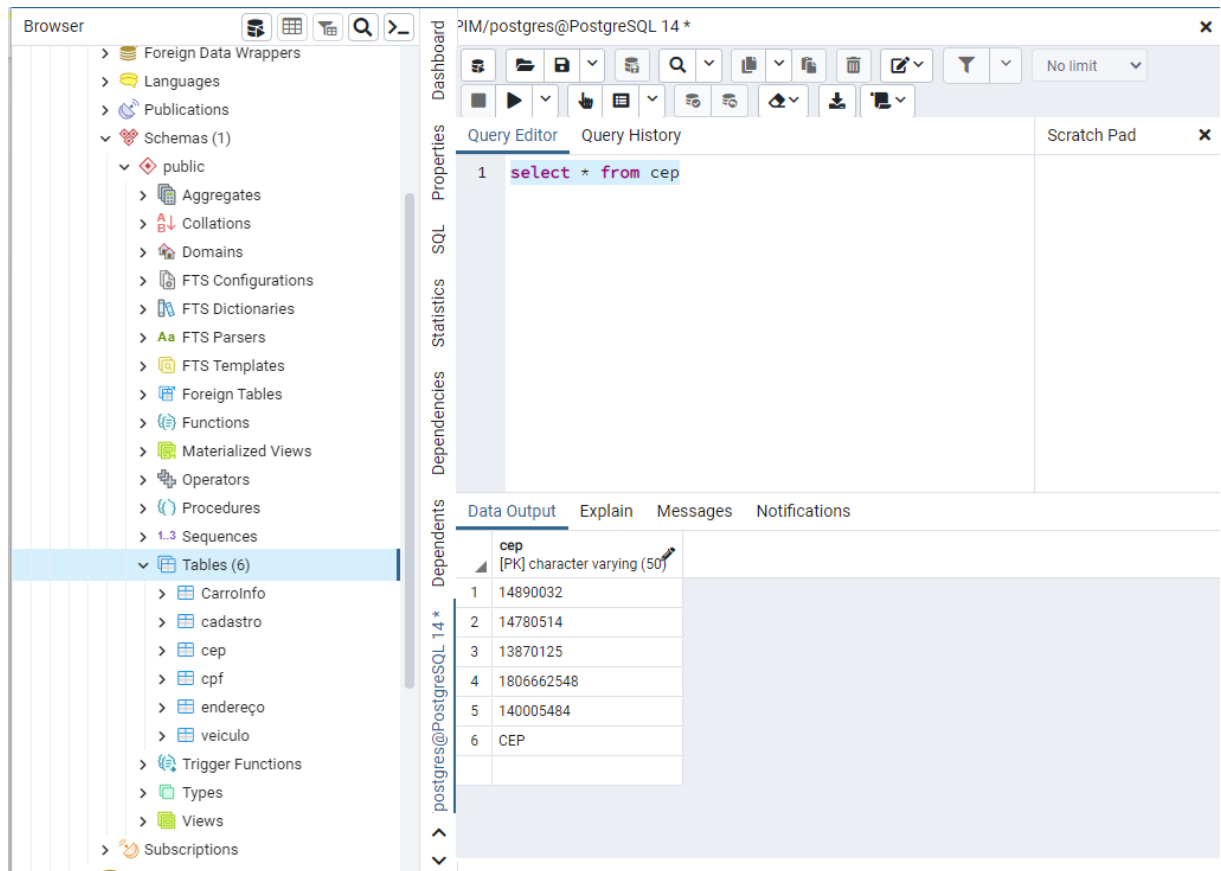 Browser
Foreign Data Wrappers
Languages
Publications
Schemas (1)
public
Aggregates
Collations
Domains
FTS Configurations
FTS Dictionaries
Aa FTS Parsers
FTS Templates
Foreign Tables
Functions
Materialized Views
Operators
Procedures
1..3 Sequences
Tables (6)
CarroInfo
cadastro
cep
cpf
endereço
veiculo
Trigger Functions
Types
Views
Subscriptions
Dashboard
Properties
SQL
Statistics
Dependencies
Dependents
postgres@PostgreSQL 14 *
PIM/postgres@PostgreSQL 14 *
No limit
Query Editor Query History Scratch Pad
1 select * from cep
Data Output Explain Messages Notifications
cep
[PK] character varying (50)
1 14890032
2 14780514
3 13870125
4 1806662548
5 140005484
6 CEP